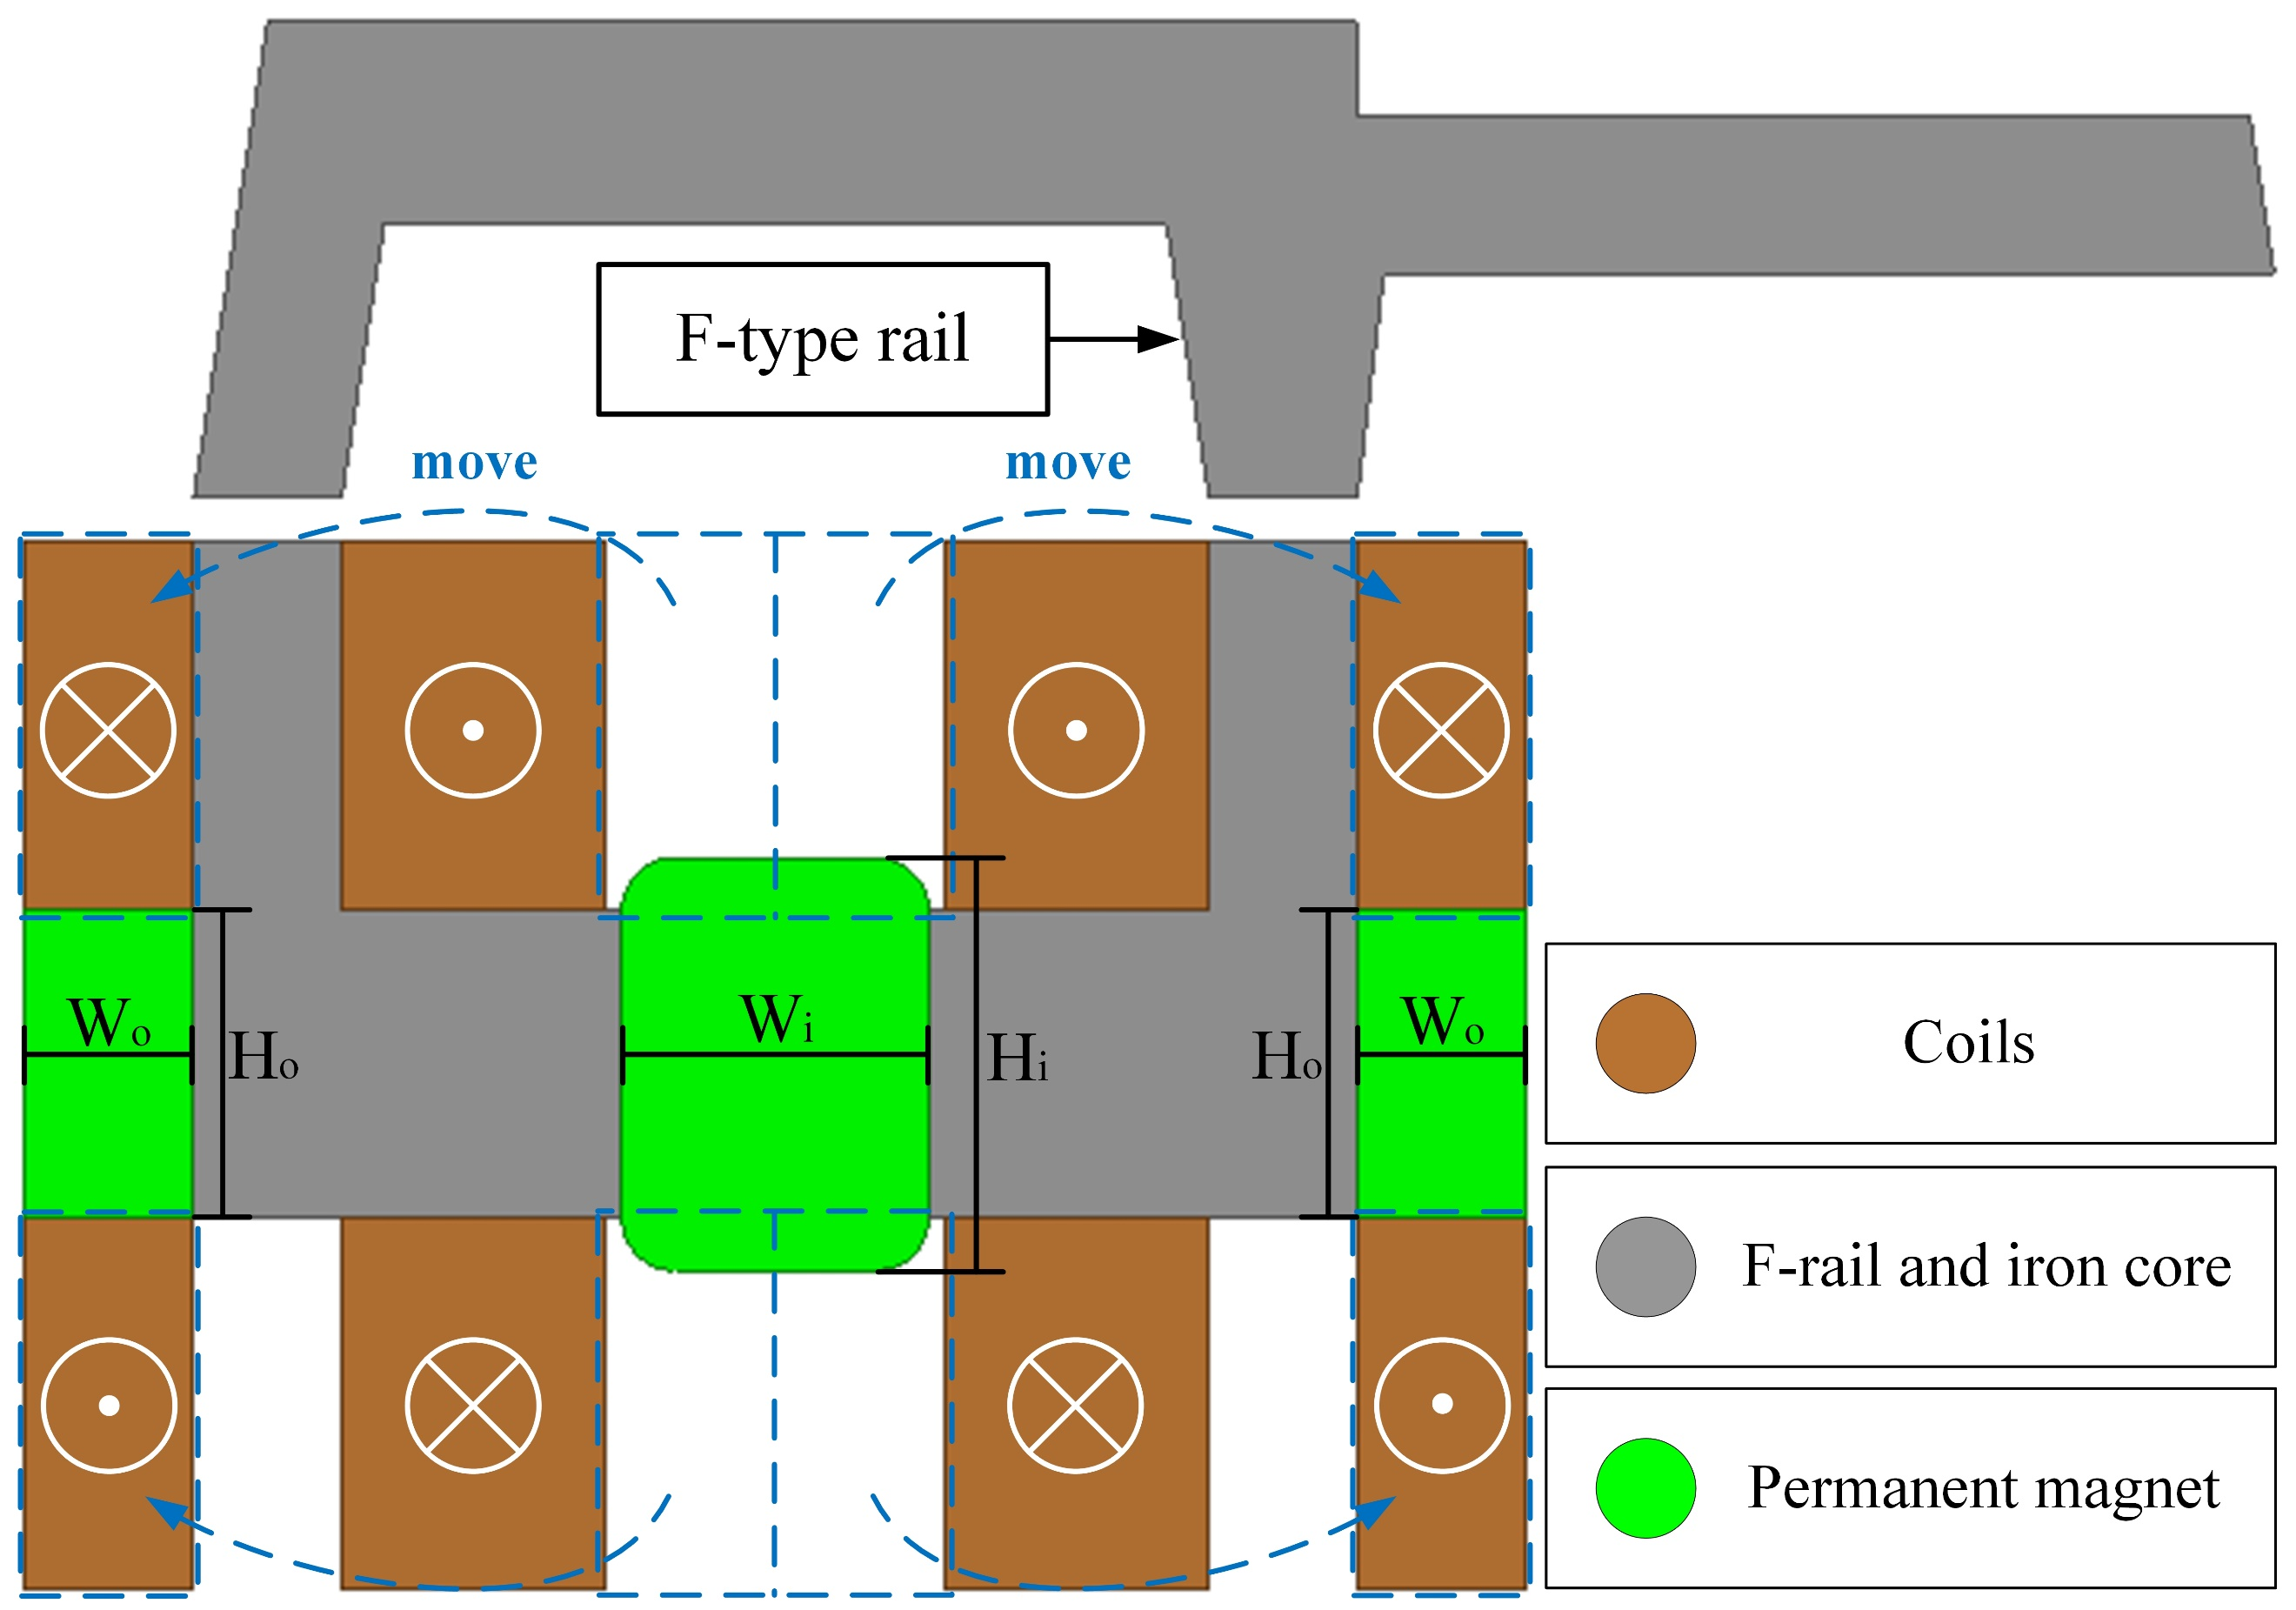 F-type rail
move
move
Wo
Ho
Wi
Hi
Ho
Wo
Coils
F-rail and iron core
Permanent magnet